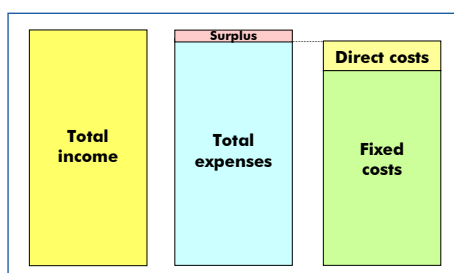 Total
income
Surplus
Total
expenses
Direct costs
Fixed
costs